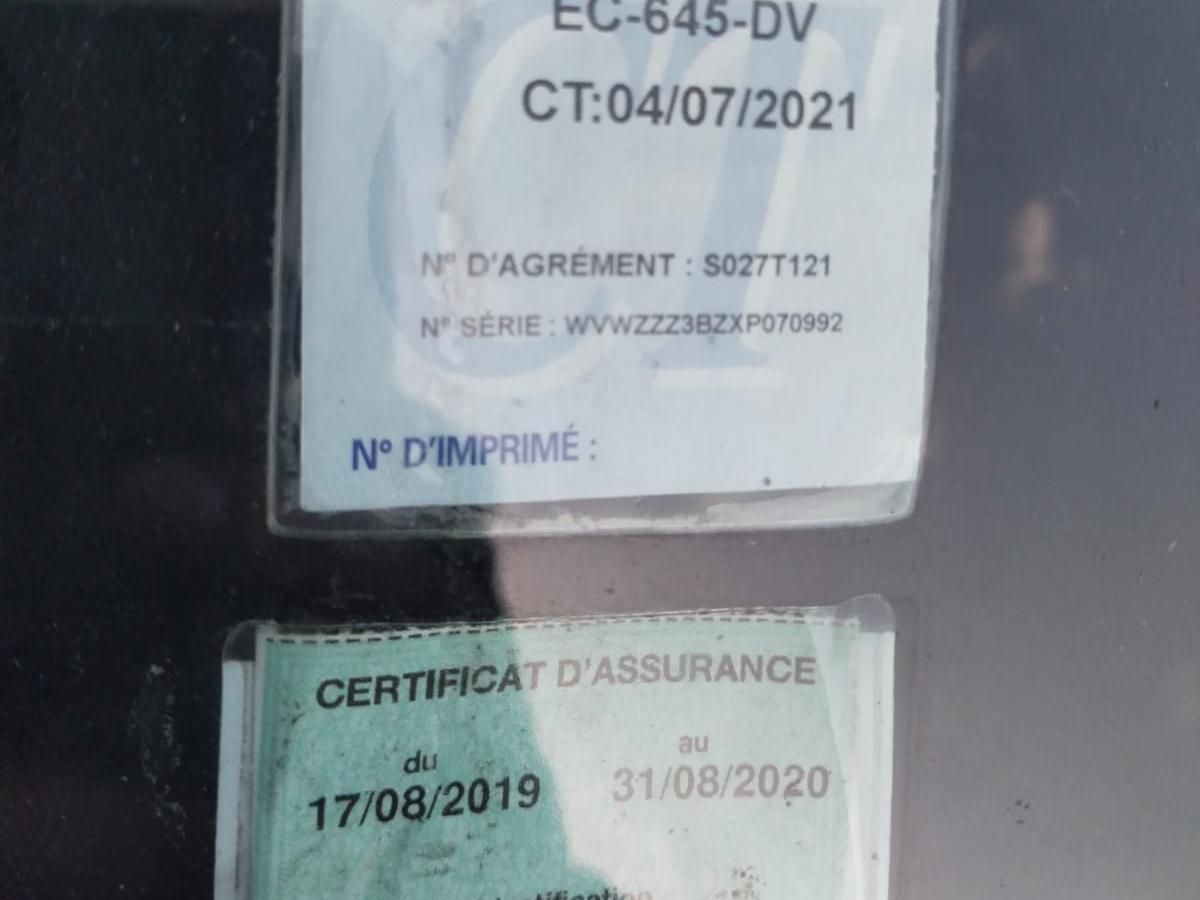 EC-645-DV
CT:04/07/2021
N° D'AGRÉMENT : S027T121
N° SÉRIE : WVWZZZ3BZXP070992
N° D'IMPRIMÉ :
CERTIFICAT D'ASSURANCE
du au
17/08/2019 31/08/2020